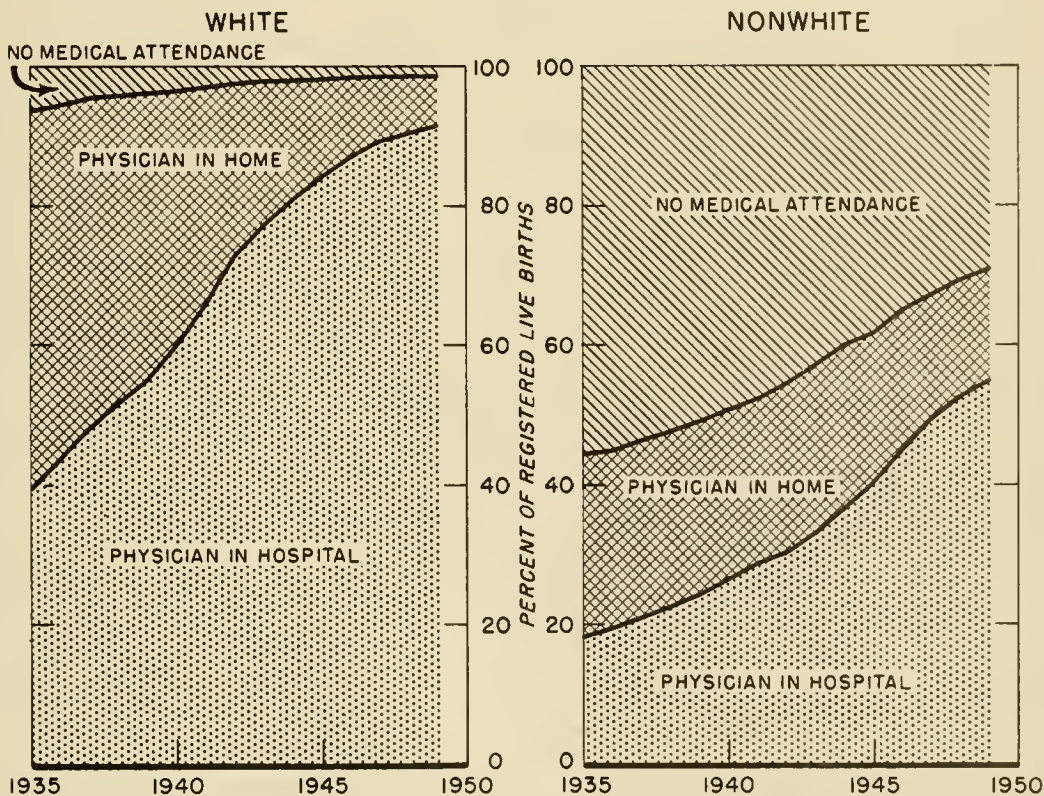 WHITE
NO MEDICAL ATTENDANCE
PHYSICIAN IN HOME
PHYSICIAN IN HOSPITAL
100
80
60
40
20
0
1935 1940 1945 1950
PERCENT OF REGISTERED LIVE BIRTHS
NONWHITE
100
80
60
40
20
0
NO MEDICAL ATTENDANCE
PHYSICIAN IN HOME
PHYSICIAN IN HOSPITAL
1935 1940 1945 1950